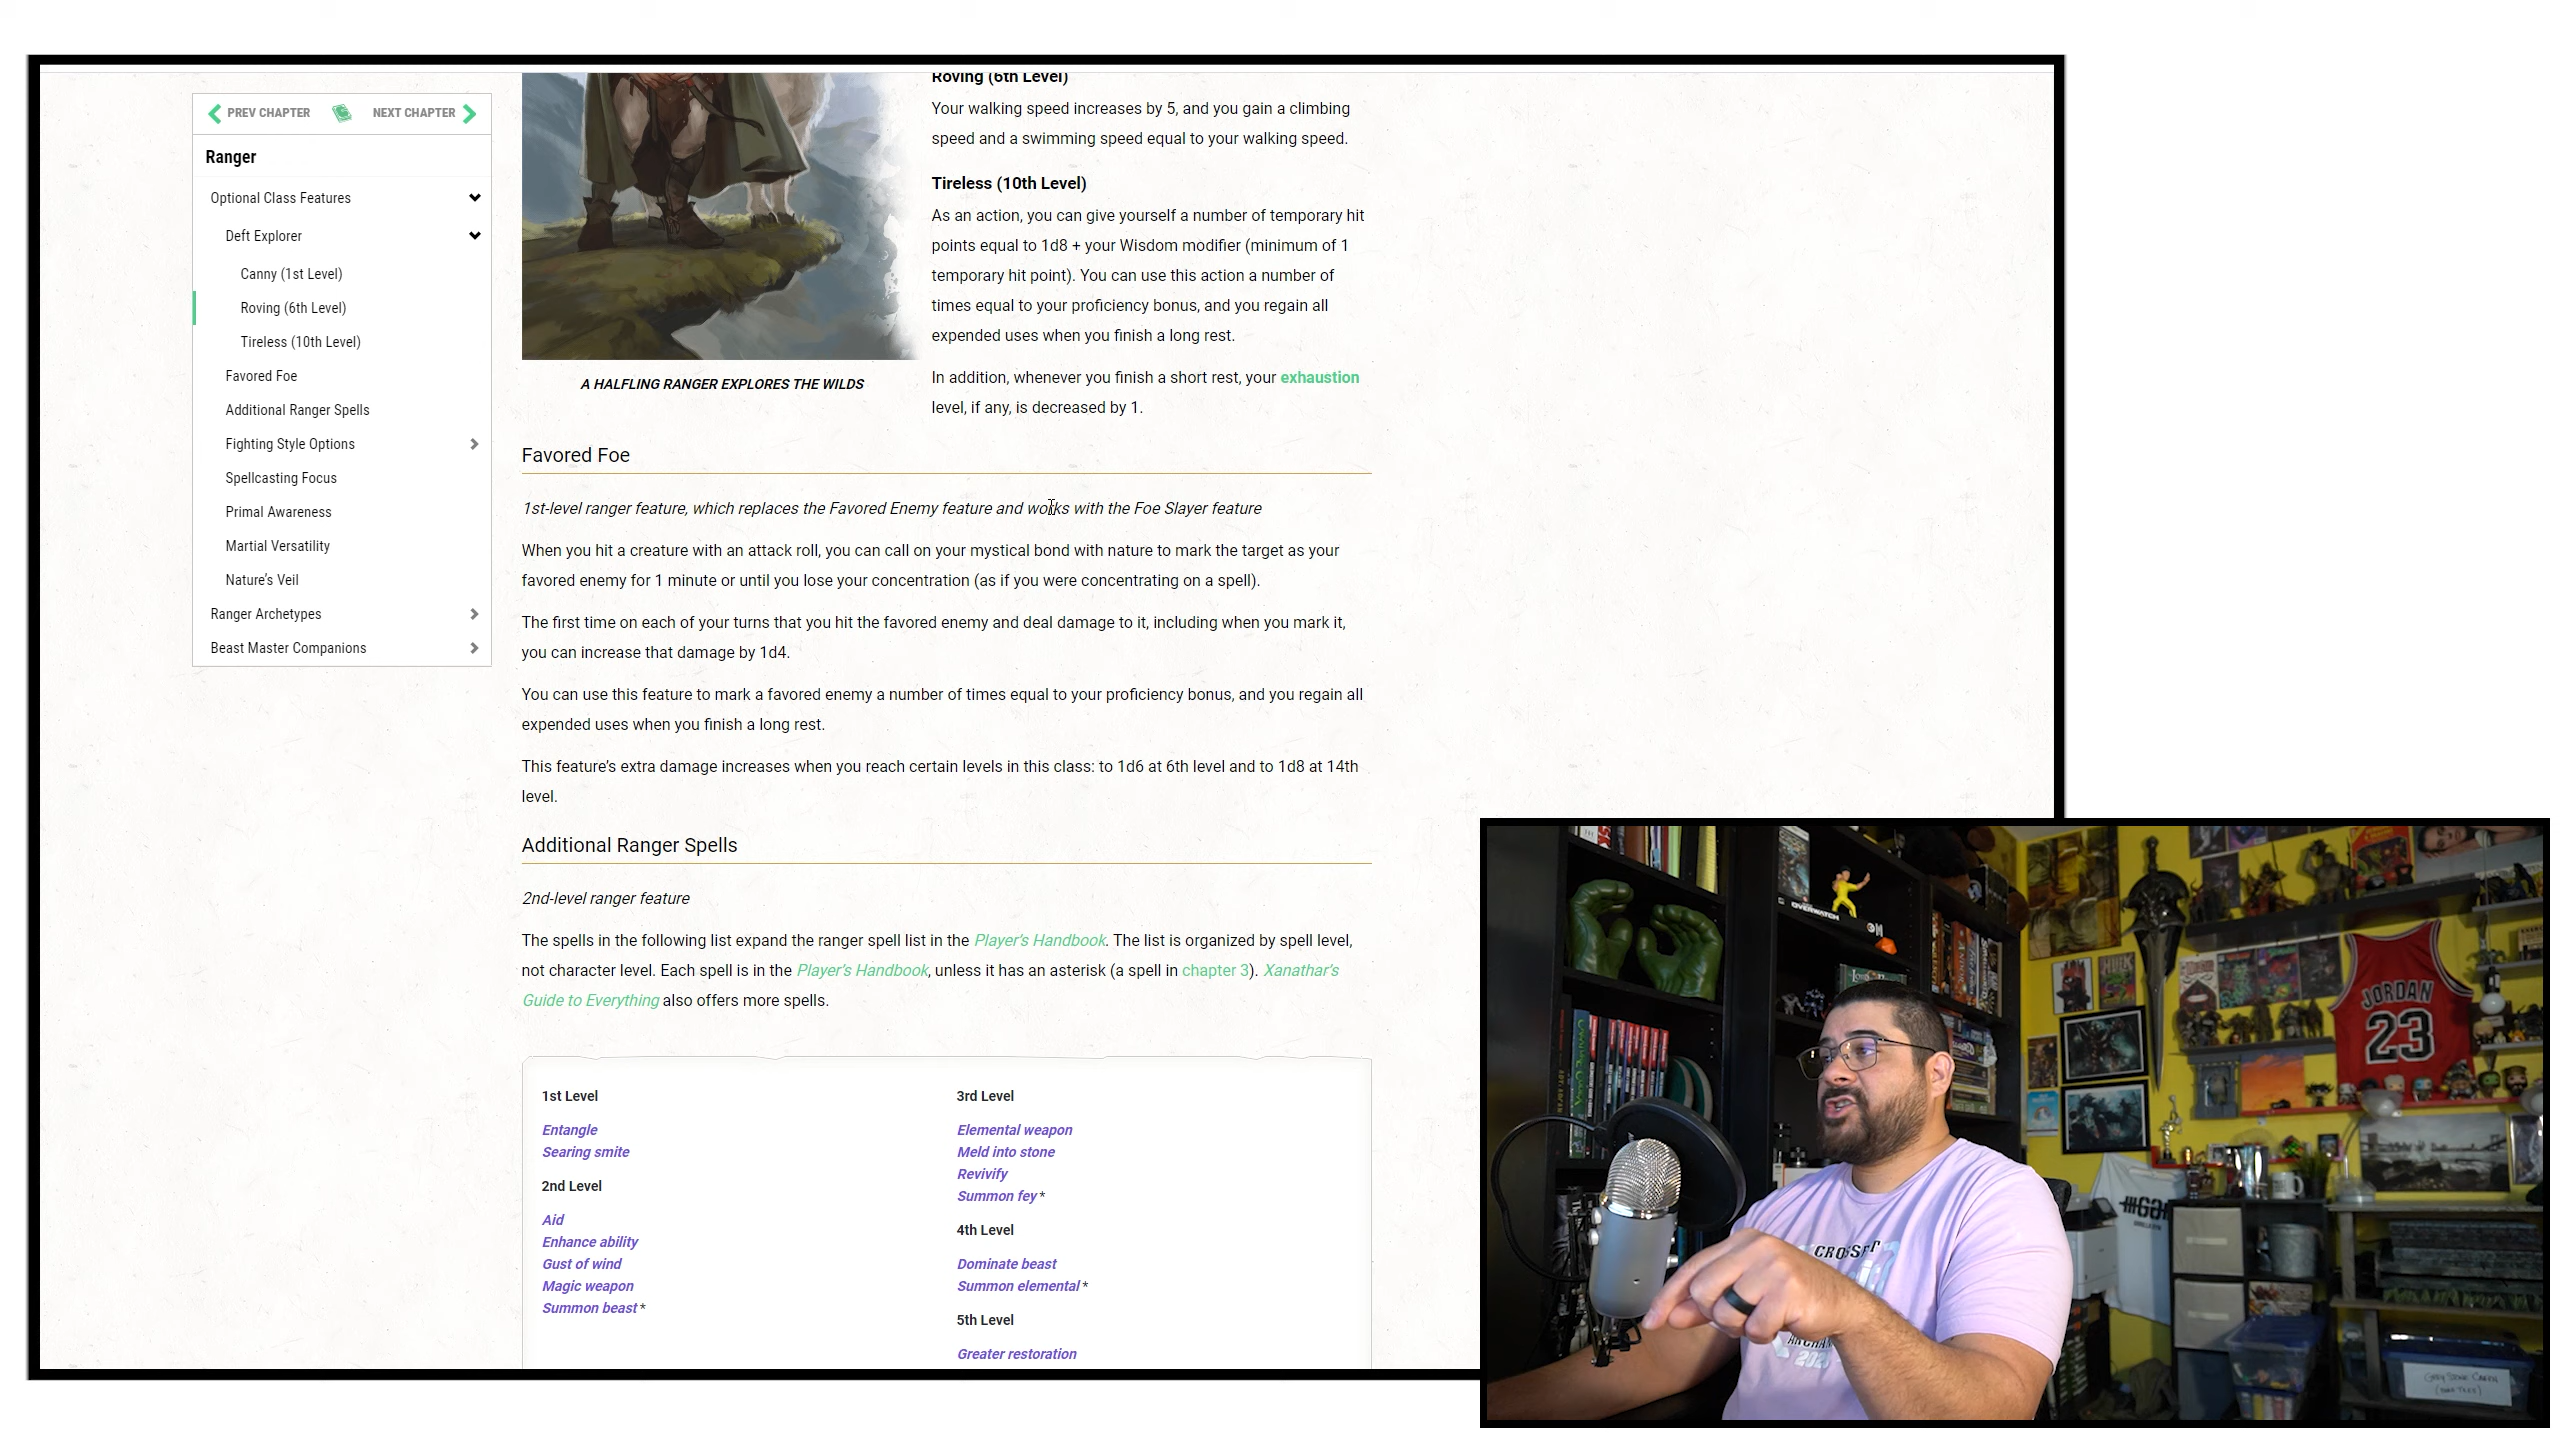 PREV CHAPTER
NEXT CHAPTER
Ranger
Optional Class Features
Deft Explorer
Canny (1st Level)
Roving (6th Level)
Tireless (10th Level)
Favored Foe
Additional Ranger Spells
Fighting Style Options
Spellcasting Focus
Primal Awareness
Martial Versatility
Nature's Veil
Ranger Archetypes
Beast Master Companions
A HALFLING RANGER EXPLORES THE WILDS
Roving (6th Level)
Your walking speed increases by 5, and you gain a climbing
speed and a swimming speed equal to your walking speed.
Tireless (10th Level)
As an action, you can give yourself a number of temporary hit
points equal to 1d8 + your Wisdom modifier (minimum of 1
temporary hit point). You can use this action a number of
times equal to your proficiency bonus, and you regain all
expended uses when you finish a long rest.
In addition, whenever you finish a short rest, your exhaustion
level, if any, is decreased by 1.
Favored Foe
1st-level ranger feature, which replaces the Favored Enemy feature and works with the Foe Slayer feature
When you hit a creature with an attack roll, you can call on your mystical bond with nature to mark the target as your
favored enemy for 1 minute or until you lose your concentration (as if you were concentrating on a spell).
The first time on each of your turns that you hit the favored enemy and deal damage to it, including when you mark it,
you can increase that damage by 1d4.
You can use this feature to mark a favored enemy a number of times equal to your proficiency bonus, and you regain all
expended uses when you finish a long rest.
This feature's extra damage increases when you reach certain levels in this class: to 1d6 at 6th level and to 1d8 at 14th
level.
Additional Ranger Spells
2nd-level ranger feature
The spells in the following list expand the ranger spell list in the Player's Handbook. The list is organized by spell level,
not character level. Each spell is in the Player's Handbook, unless it has an asterisk (a spell in chapter 3). Xanathar's
Guide to Everything also offers more spells.
1st Level
Entangle
Searing smite
2nd Level
Aid
Enhance ability
Gust of wind
Magic weapon
Summon beast *
3rd Level
Elemental weapon
Meld into stone
Revivify
Summon fey *
4th Level
Dominate beast
Summon elemental *
5th Level
Greater restoration
OVERWATCH
JORDAN
23
CROSSFIT